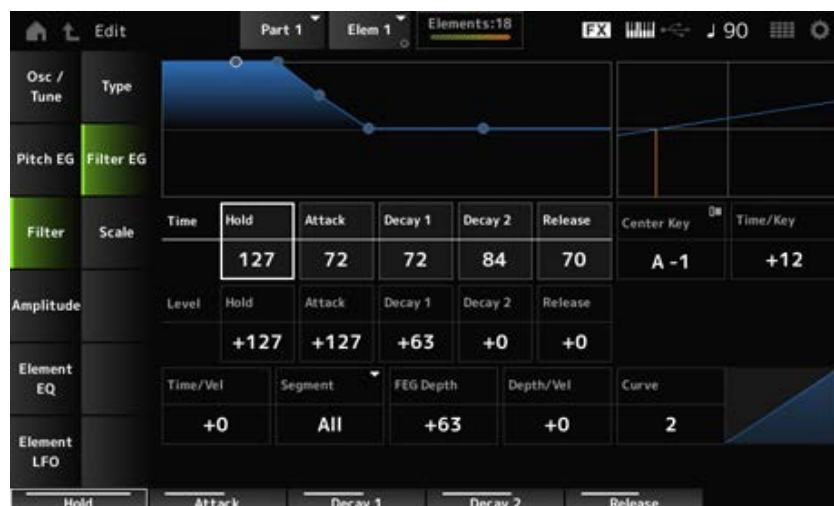 Edit Part 1 Elem 1 Elements:18 FX ♩ 90
Osc / Tune
Type
Pitch EG
Filter EG
Filter
Scale
Amplitude
Element EQ
Element LFO
Time Hold Attack Decay 1 Decay 2 Release Center Key Time/Key
127 72 72 84 70 A -1 +12
Level Hold Attack Decay 1 Decay 2 Release
+127 +127 +63 +0 +0
Time/Vel Segment FEG Depth Depth/Vel Curve
+0 All +63 +0 2
Hold Attack Decay 1 Decay 2 Release